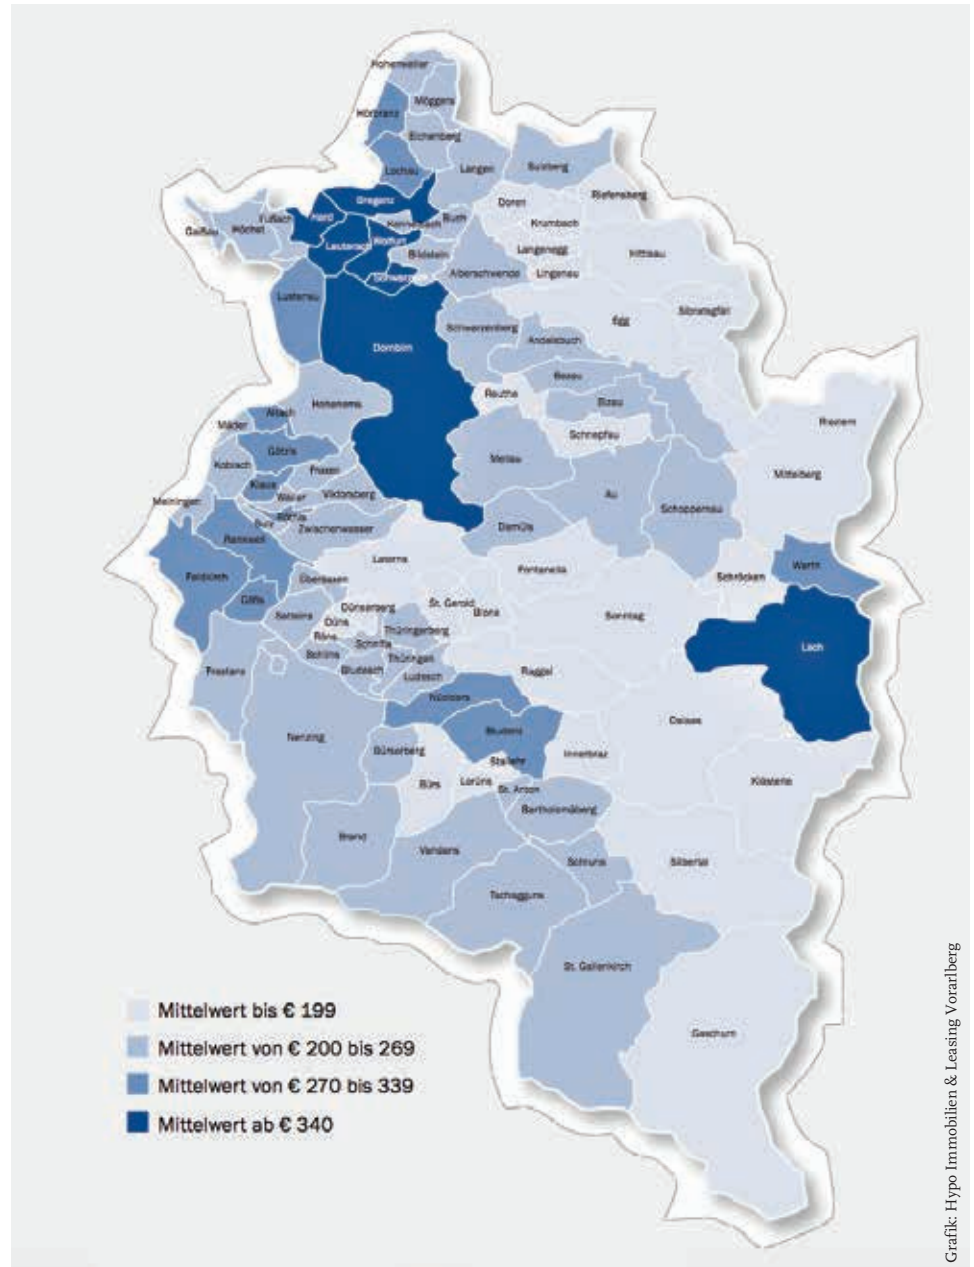 Hohenweiler
Möggers
Hörbranz
Eichenberg
Lochau
Langen
Sulzberg
Bregenz
Doren
Riefensberg
Fußach
Hard
Kennelbach
Buch
Krumbach
Gaißau
Höchst
Lauterach
Wolfurt
Bildstein
Langenegg
Hittisau
Schwarz
Alberschwende
Lingenau
Lustenau
Sibratsgfäll
Egg
Schwarzenberg
Andelsbuch
Dornbirn
Bezau
Reuthe
Bizau
Hohenems
Altach
Mäder
Schnepfau
Riezlern
Götzis
Koblach
Fraxern
Mellau
Mittelberg
Klaus
Weiler
Viktorsberg
Au
Meiningen
Röthis
Sulz
Zwischenwasser
Damüls
Schoppernau
Rankweil
Laterns
Fontanella
Schröcken
Warth
Feldkirch
Übersaxen
Göfis
Satteins
Dünserberg
St. Gerold
Blons
Sonntag
Düns
Röns
Thüringerberg
Schnifis
Schlins
Thüringen
Lech
Frastanz
Bludesch
Ludesch
Raggal
Nüziders
Dalaas
Nenzing
Bludenz
Bürserberg
Stallehr
Innerbraz
Bürs
Lorüns
St. Anton
Klösterle
Bartholomäberg
Brand
Vandans
Schruns
Silbertal
Tschagguns
St. Gallenkirch
Gaschurn
Mittelwert bis € 199
Mittelwert von € 200 bis 269
Mittelwert von € 270 bis 339
Mittelwert ab € 340
Grafik: Hypo Immobilien & Leasing Vorarlberg